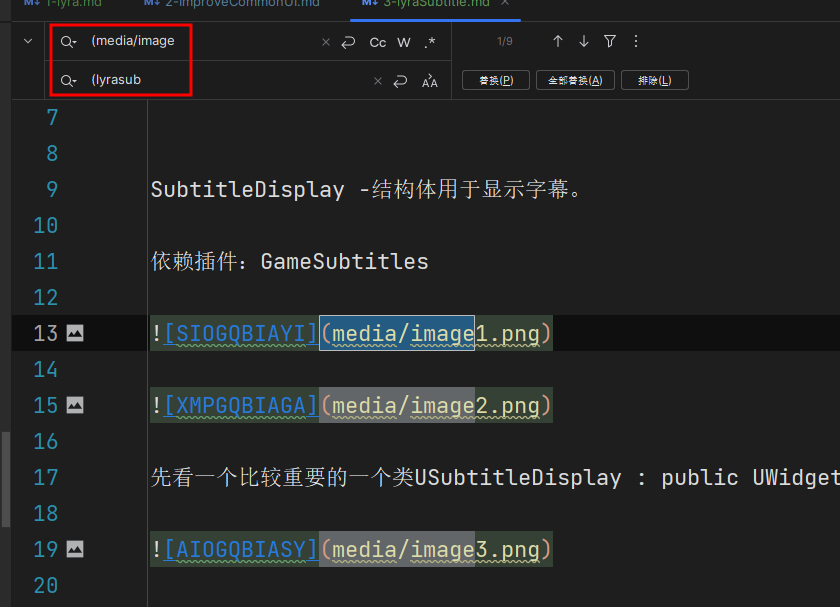 1-lyra.md 2-ImproveCommonUI.md 3-lyraSubtitle.md ×
(media/image × Cc W .* 1/9
(lyrasub × 替换(P) 全部替换(A) 排除(L)
7
8
9 SubtitleDisplay -结构体用于显示字幕。
10
11 依赖插件：GameSubtitles
12
13 ![SIOGQBIAYI](media/image1.png)
14
15 ![XMPGQBIAGA](media/image2.png)
16
17 先看一个比较重要的一个类USubtitleDisplay : public UWidget
18
19 ![AIOGQBIASY](media/image3.png)
20